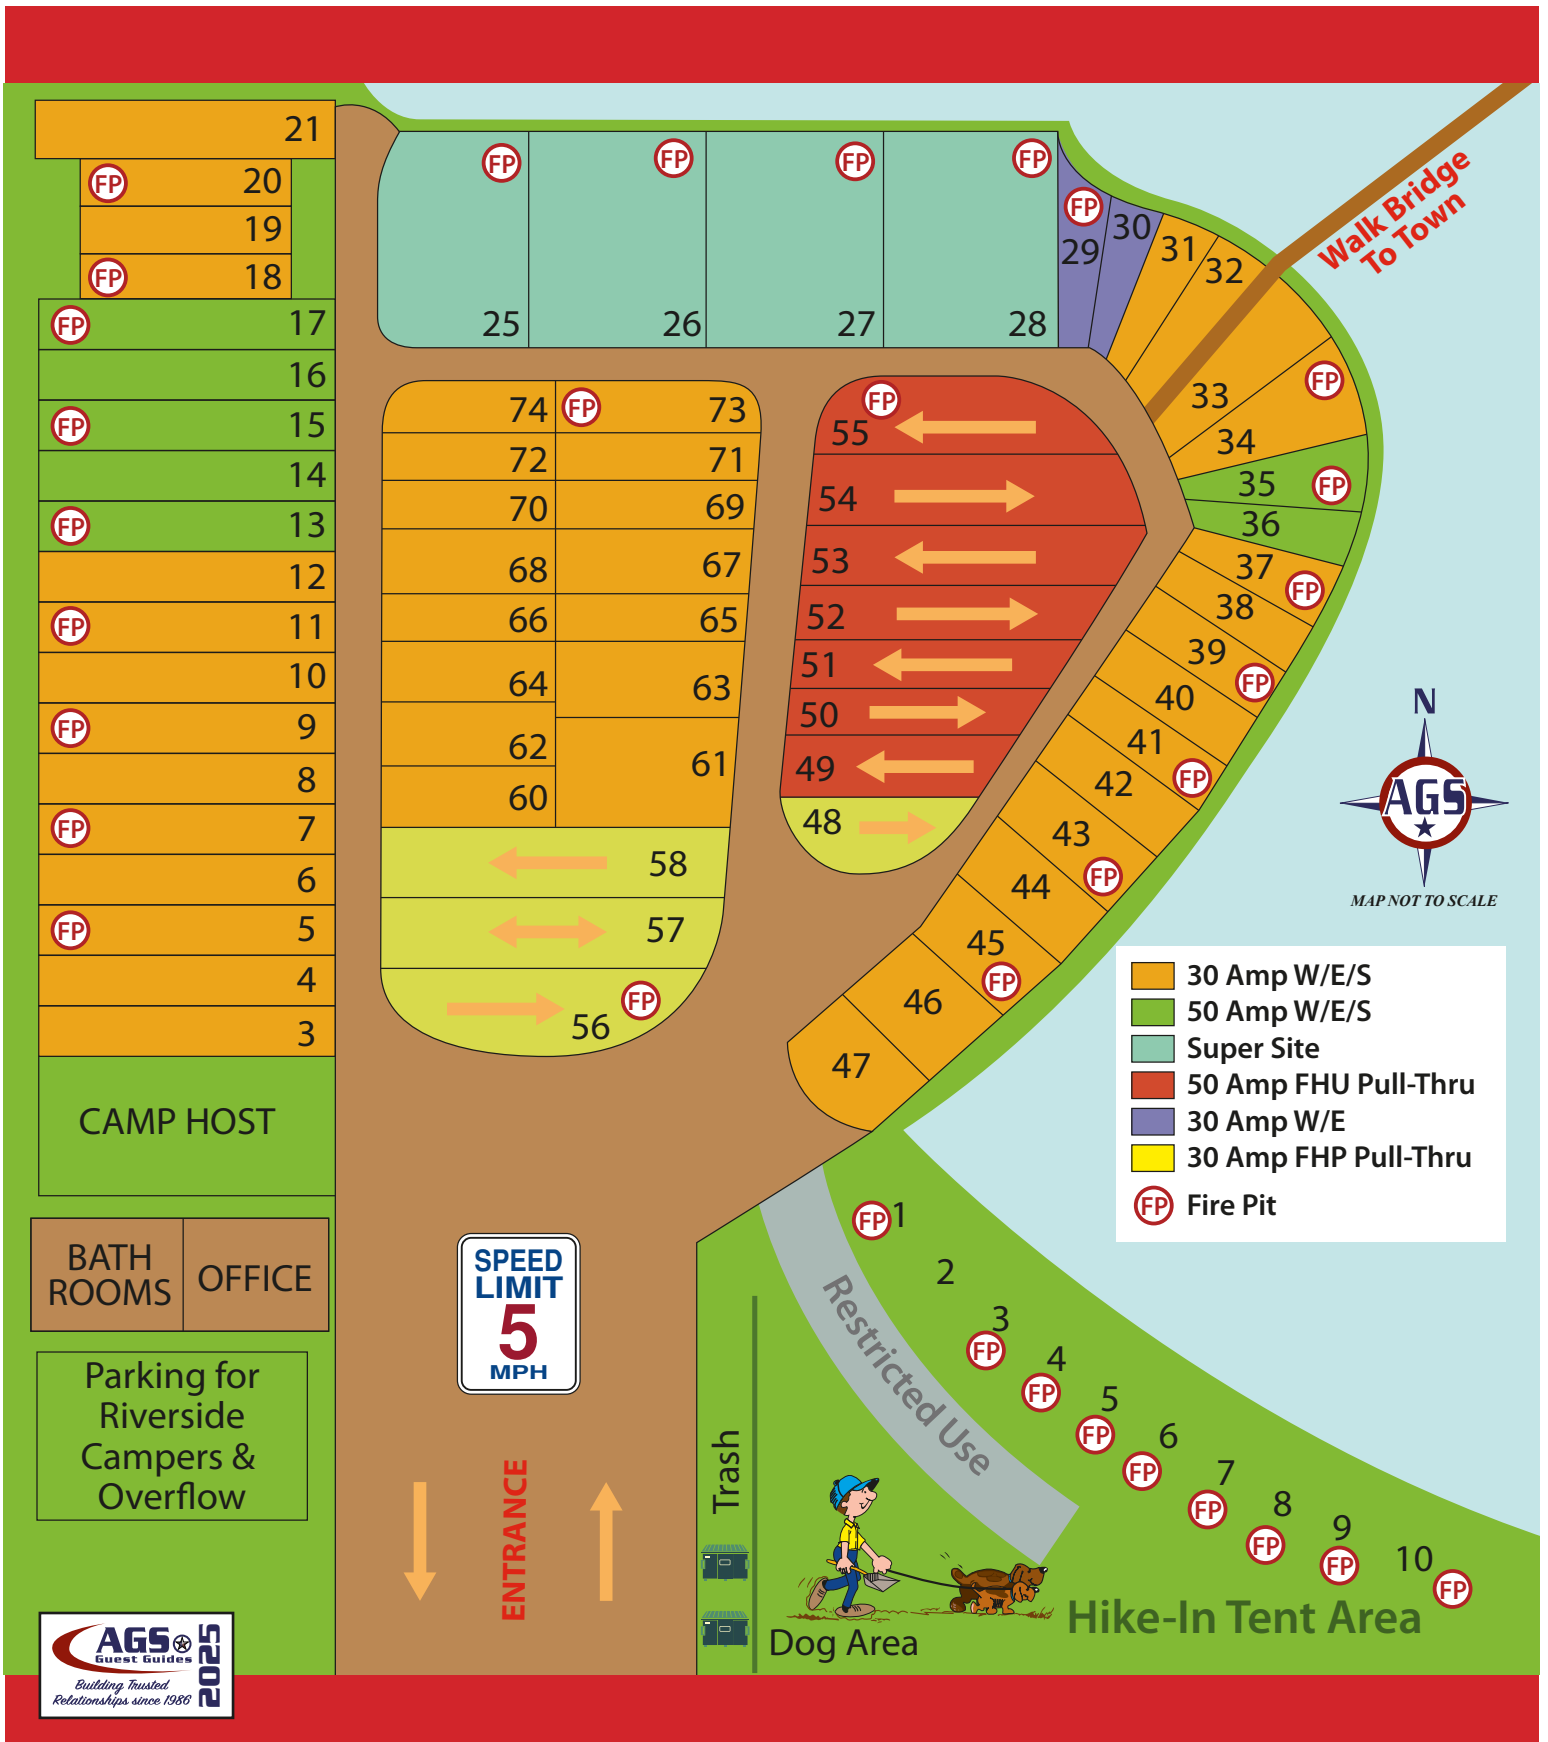 21
FP 20
19
FP 18
FP 17
16
FP 15
14
FP 13
12
FP 11
10
FP 9
8
FP 7
6
FP 5
4
3
CAMP HOST
BATH
ROOMS
OFFICE
Parking for
Riverside
Campers &
Overflow
FP
25
FP
26
FP
27
FP
28
FP
29
30
31
32
33
FP
34
35 FP
36
37
FP
38
39
FP
40
41
FP
42
43
FP
44
45
FP
46
47
Walk Bridge
To Town
74 FP 73
72 71
70 69
68 67
66 65
64 63
62 61
60
58
57
FP
56
FP
55
54
53
52
51
50
49
48
N
AGS
MAP NOT TO SCALE
30 Amp W/E/S
50 Amp W/E/S
Super Site
50 Amp FHU Pull-Thru
30 Amp W/E
30 Amp FHP Pull-Thru
FP Fire Pit
SPEED
LIMIT
5
MPH
ENTRANCE
Trash
Restricted Use
FP 1
2
3
FP
4
FP
5
FP
6
FP
7
FP
8
FP
9
FP
10
FP
Hike-In Tent Area
Dog Area
AGS
Guest Guides
2025
Building Trusted
Relationships since 1986